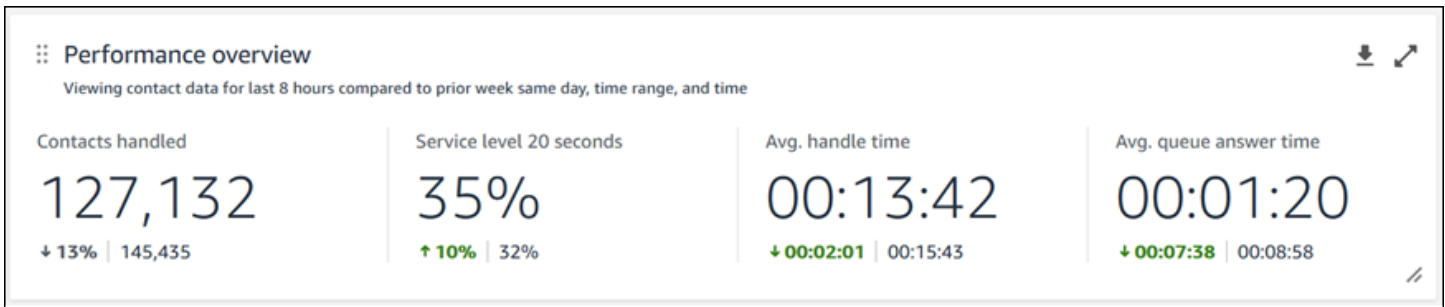 Performance overview
Viewing contact data for last 8 hours compared to prior week same day, time range, and time
Contacts handled
127,132
↓ 13% | 145,435
Service level 20 seconds
35%
↑ 10% | 32%
Avg. handle time
00:13:42
↓ 00:02:01 | 00:15:43
Avg. queue answer time
00:01:20
↓ 00:07:38 | 00:08:58